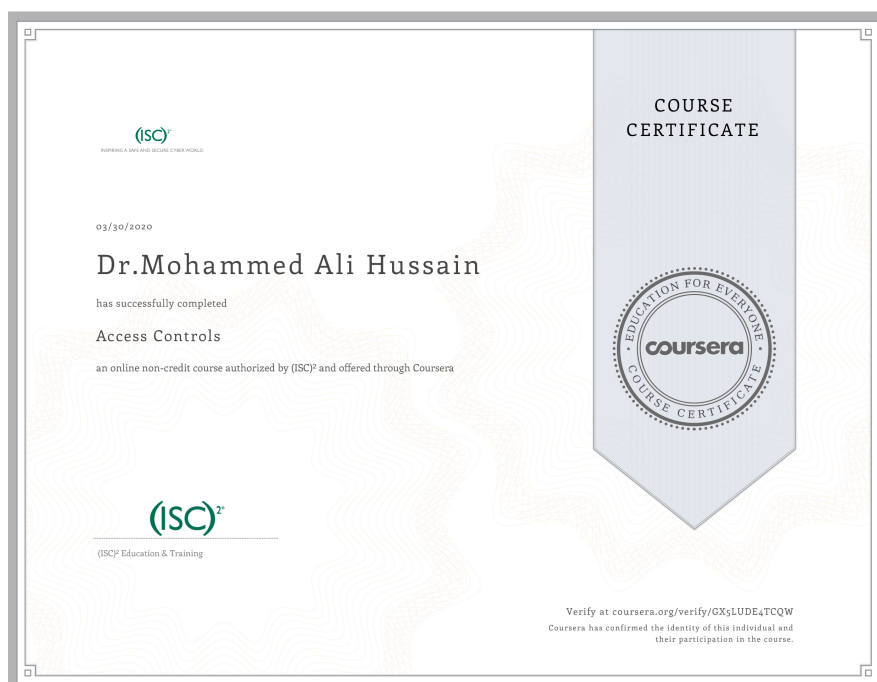 COURSE
CERTIFICATE
(ISC)²
INSPIRING A SAFE AND SECURE CYBER WORLD.
03/30/2020
Dr.Mohammed Ali Hussain
has successfully completed
Access Controls
an online non-credit course authorized by (ISC)² and offered through Coursera
EDUCATION FOR EVERYONE
coursera
COURSE CERTIFICATE
(ISC)²®
(ISC)² Education & Training
Verify at coursera.org/verify/GX5LUDE4TCQW
Coursera has confirmed the identity of this individual and
their participation in the course.